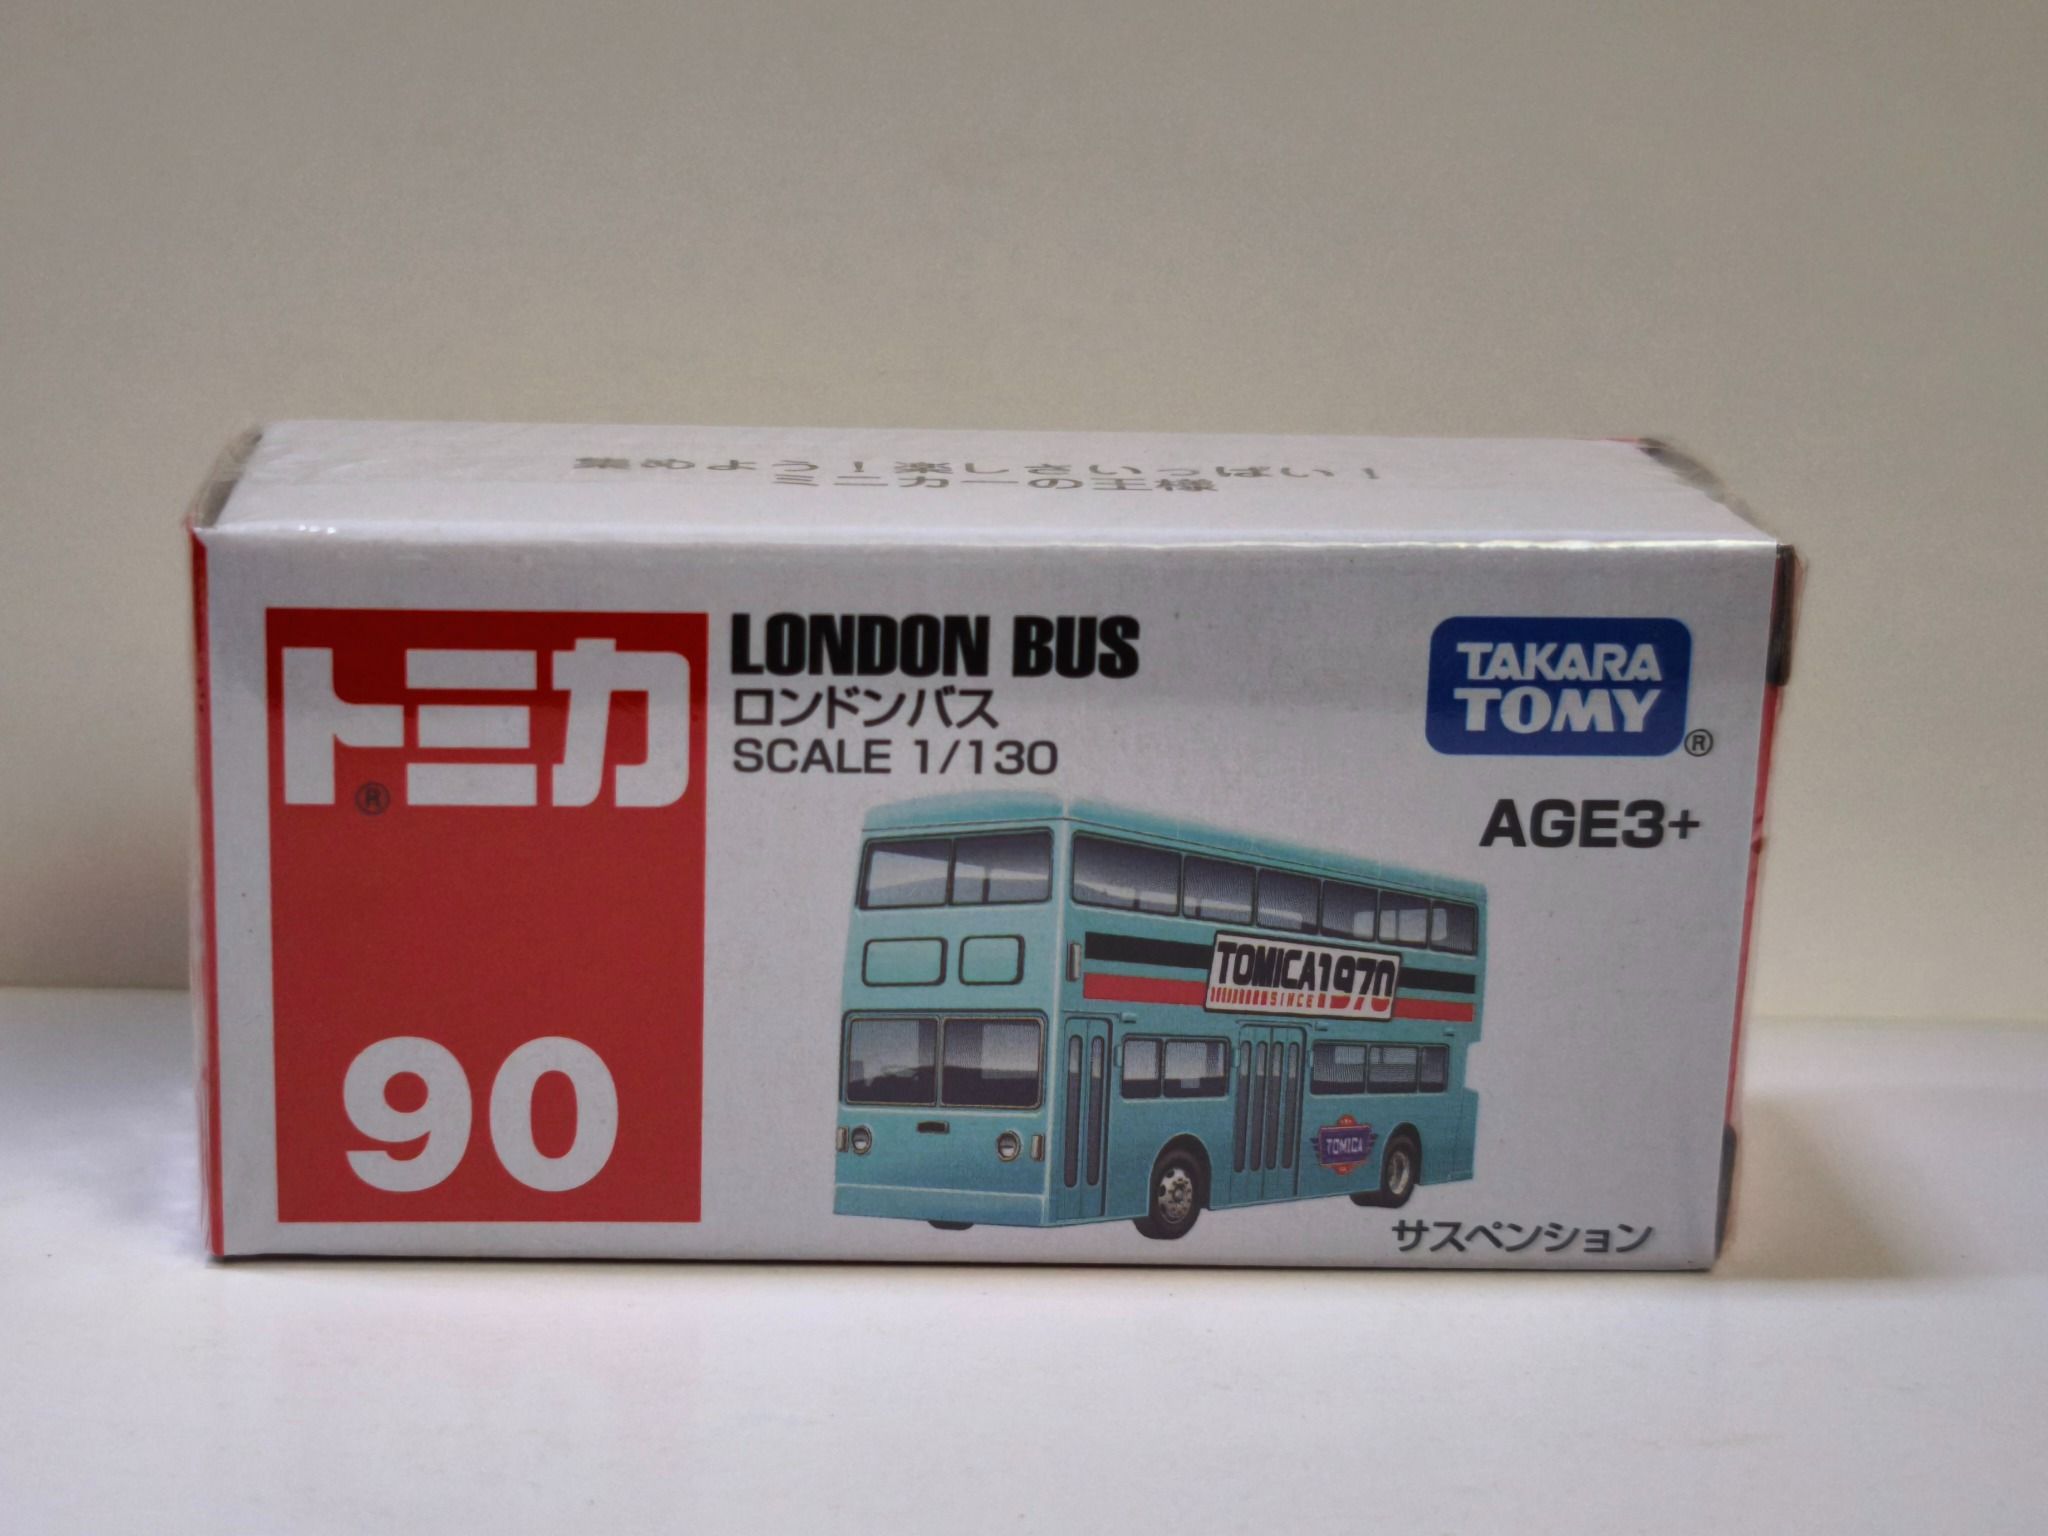 集めよう！楽しさいっぱい！
ミニカーの王様
トミカ
®
LONDON BUS
ロンドンバス
SCALE 1/130
TAKARA
TOMY
®
AGE3+
TOMICA1970
SINCE
TOMICA
90
サスペンション